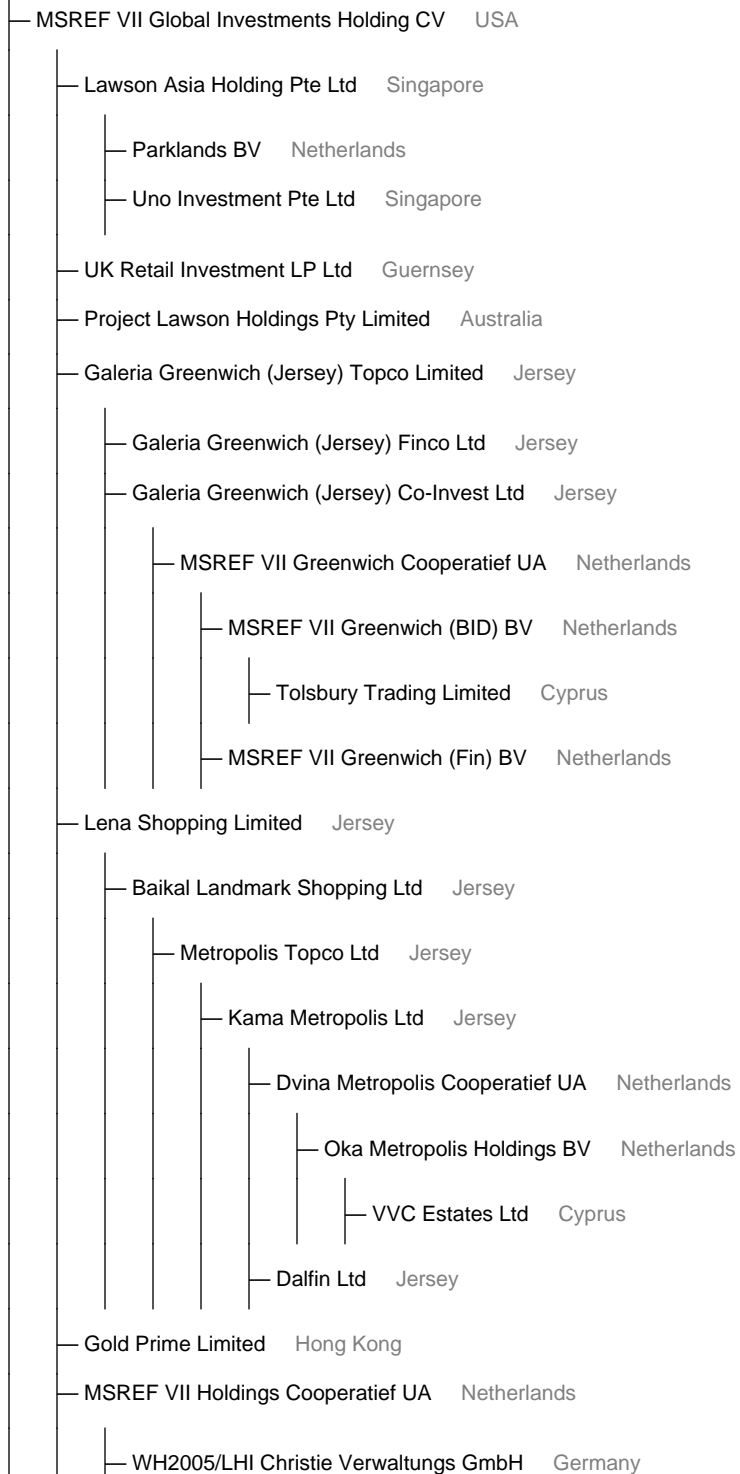 MSREF VII Global Investments Holding CV USA
Lawson Asia Holding Pte Ltd Singapore
Parklands BV Netherlands
Uno Investment Pte Ltd Singapore
UK Retail Investment LP Ltd Guernsey
Project Lawson Holdings Pty Limited Australia
Galeria Greenwich (Jersey) Topco Limited Jersey
Galeria Greenwich (Jersey) Finco Ltd Jersey
Galeria Greenwich (Jersey) Co-Invest Ltd Jersey
MSREF VII Greenwich Cooperatief UA Netherlands
MSREF VII Greenwich (BID) BV Netherlands
Tolsbury Trading Limited Cyprus
MSREF VII Greenwich (Fin) BV Netherlands
Lena Shopping Limited Jersey
Baikal Landmark Shopping Ltd Jersey
Metropolis Topco Ltd Jersey
Kama Metropolis Ltd Jersey
Dvina Metropolis Cooperatief UA Netherlands
Oka Metropolis Holdings BV Netherlands
VVC Estates Ltd Cyprus
Dalfin Ltd Jersey
Gold Prime Limited Hong Kong
MSREF VII Holdings Cooperatief UA Netherlands
WH2005/LHI Christie Verwaltungs GmbH Germany